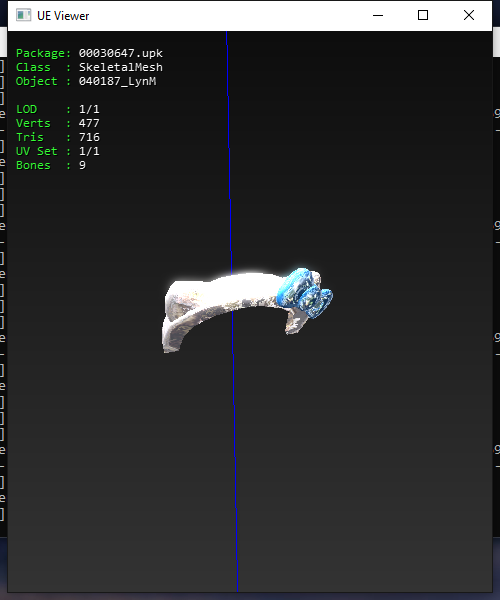 UE Viewer
Package: 00030647.upk
Class  : SkeletalMesh
Object : 040187_LynM
LOD    : 1/1
Verts  : 477
Tris   : 716
UV Set : 1/1
Bones  : 9